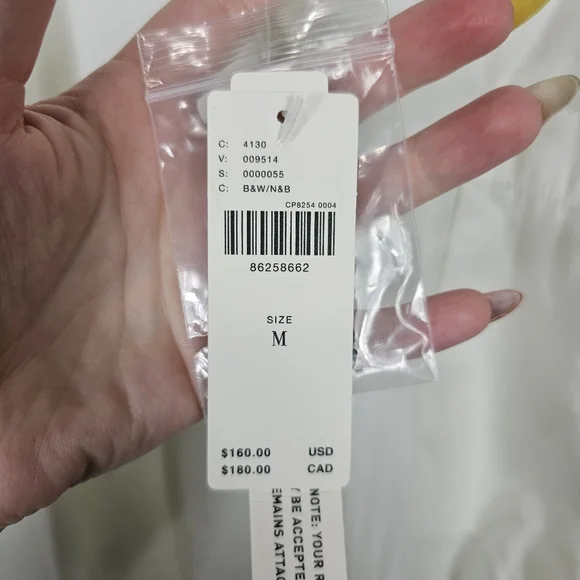 C: 4130
V: 009514
S: 0000055
C: B&W/N&B
CP8254 0004
86258662
SIZE
M
$160.00 USD
$180.00 CAD
NOTE: YOUR R
BE ACCEPTE
EMAINS ATTAC